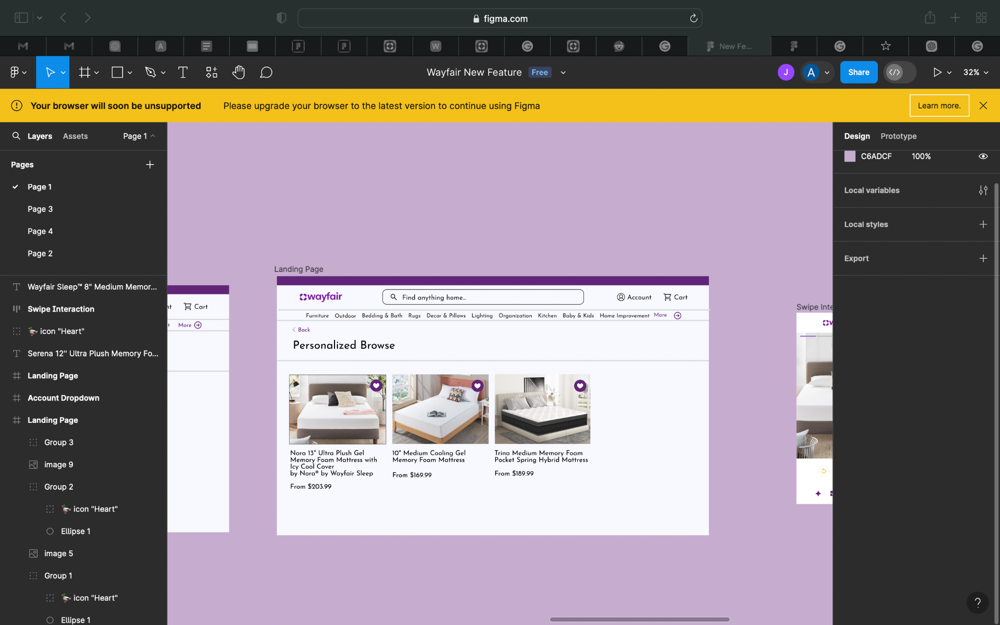 figma.com
A
W
New Fe...
Wayfair New Feature Free
J
A
Share
32%
Your browser will soon be unsupported Please upgrade your browser to the latest version to continue using Figma
Learn more.
Layers Assets Page 1
Pages
Page 1
Page 3
Page 4
Page 2
Wayfair Sleep™ 8" Medium Memor...
Swipe Interaction
icon "Heart"
Serena 12" Ultra Plush Memory Fo...
Landing Page
Account Dropdown
Landing Page
Group 3
image 9
Group 2
icon "Heart"
Ellipse 1
image 5
Group 1
icon "Heart"
Ellipse 1
nt Cart
t More
Landing Page
wayfair
Find anything home...
Account Cart
Furniture Outdoor Bedding & Bath Rugs Decor & Pillows Lighting Organization Kitchen Baby & Kids Home Improvement More
Back
Personalized Browse
Nora 13" Ultra Plush Gel
Memory Foam Mattress with
Icy Cool Cover
by Nora® by Wayfair Sleep
From $203.99
10" Medium Cooling Gel
Memory Foam Mattress
From $169.99
Trina Medium Memory Foam
Pocket Spring Hybrid Mattress
From $189.99
Swipe Inte
w
Design Prototype
C6ADCF 100%
Local variables
Local styles
Export
?